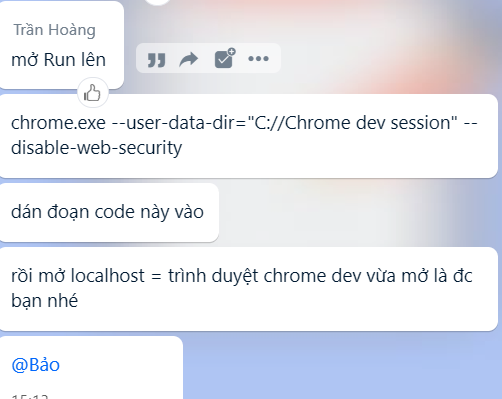 Trần Hoàng
mở Run lên
chrome.exe --user-data-dir="C://Chrome dev session" --
disable-web-security
dán đoạn code này vào
rồi mở localhost = trình duyệt chrome dev vừa mở là đc
bạn nhé
@Bảo